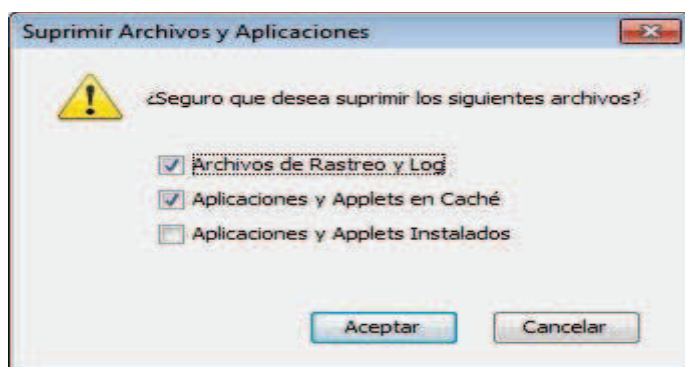 Suprimir Archivos y Aplicaciones
¿Seguro que desea suprimir los siguientes archivos?
Archivos de Rastreo y Log
Aplicaciones y Applets en Caché
Aplicaciones y Applets Instalados
Aceptar Cancelar